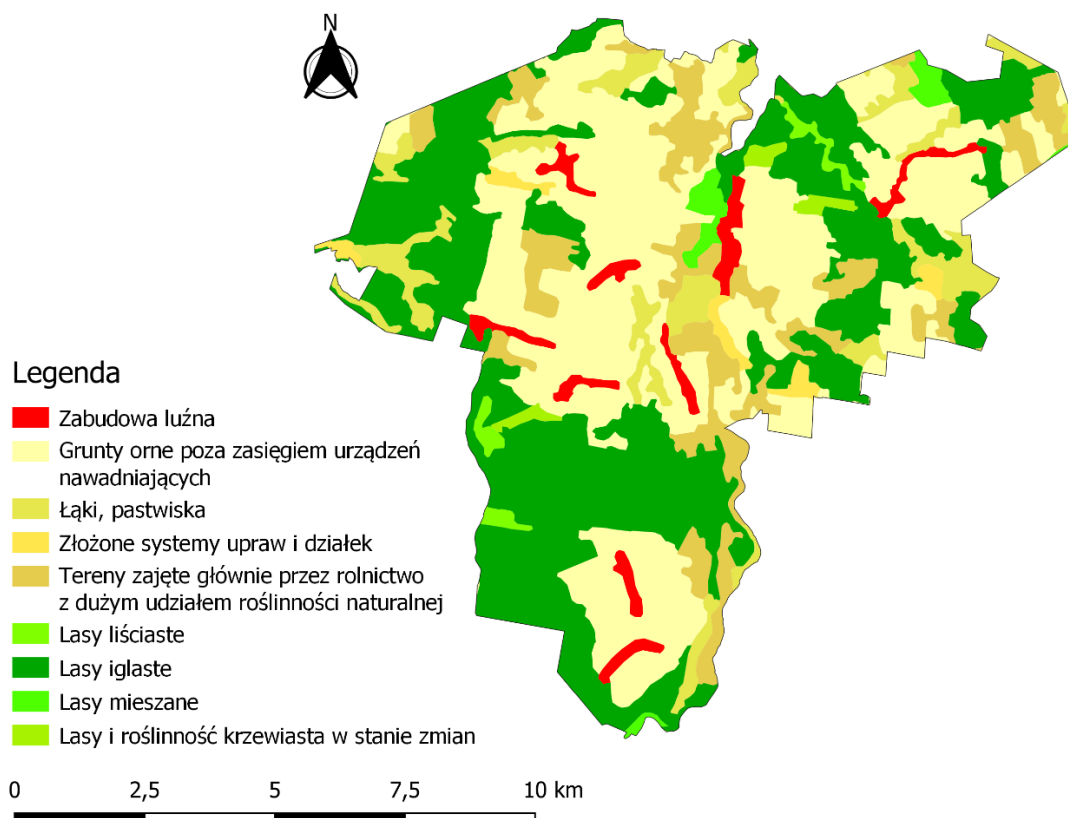 N
Legenda
Zabudowa luźna
Grunty orne poza zasięgiem urządzeń
nawadniających
Łąki, pastwiska
Złożone systemy upraw i działek
Tereny zajęte głównie przez rolnictwo
z dużym udziałem roślinności naturalnej
Lasy liściaste
Lasy iglaste
Lasy mieszane
Lasy i roślinność krzewiasta w stanie zmian
0 2,5 5 7,5 10 km